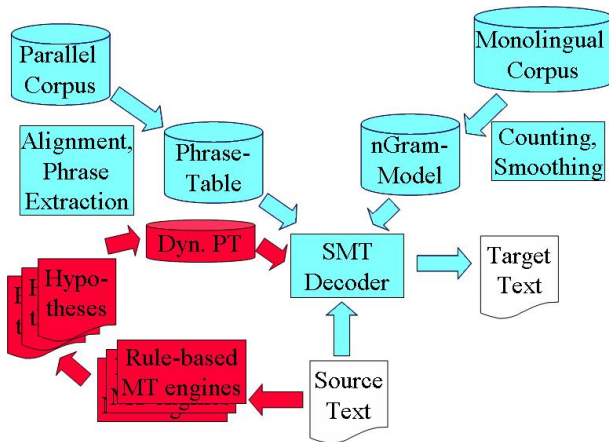 Parallel
Corpus
Monolingual
Corpus
Alignment,
Phrase
Extraction
Phrase-
Table
nGram-
Model
Counting,
Smoothing
Dyn. PT
SMT
Decoder
Target
Text
Hypo-
theses
Rule-based
MT engines
Source
Text